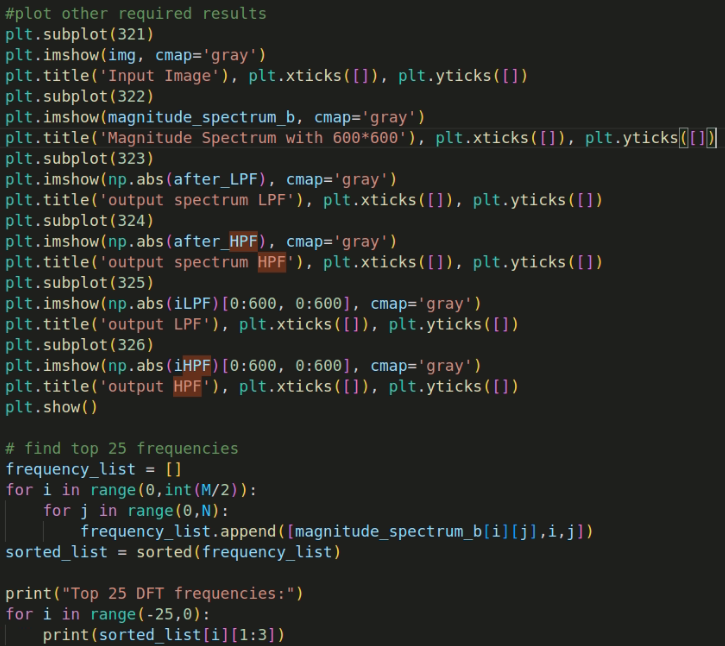 #plot other required results
plt.subplot(321)
plt.imshow(img, cmap='gray')
plt.title('Input Image'), plt.xticks([]), plt.yticks([])
plt.subplot(322)
plt.imshow(magnitude_spectrum_b, cmap='gray')
plt.title('Magnitude Spectrum with 600*600'), plt.xticks([]), plt.yticks([])
plt.subplot(323)
plt.imshow(np.abs(after_LPF), cmap='gray')
plt.title('output spectrum LPF'), plt.xticks([]), plt.yticks([])
plt.subplot(324)
plt.imshow(np.abs(after_HPF), cmap='gray')
plt.title('output spectrum HPF'), plt.xticks([]), plt.yticks([])
plt.subplot(325)
plt.imshow(np.abs(iLPF)[0:600, 0:600], cmap='gray')
plt.title('output LPF'), plt.xticks([]), plt.yticks([])
plt.subplot(326)
plt.imshow(np.abs(iHPF)[0:600, 0:600], cmap='gray')
plt.title('output HPF'), plt.xticks([]), plt.yticks([])
plt.show()

# find top 25 frequencies
frequency_list = []
for i in range(0,int(M/2)):
    for j in range(0,N):
        frequency_list.append([magnitude_spectrum_b[i][j],i,j])
sorted_list = sorted(frequency_list)

print("Top 25 DFT frequencies:")
for i in range(-25,0):
    print(sorted_list[i][1:3])